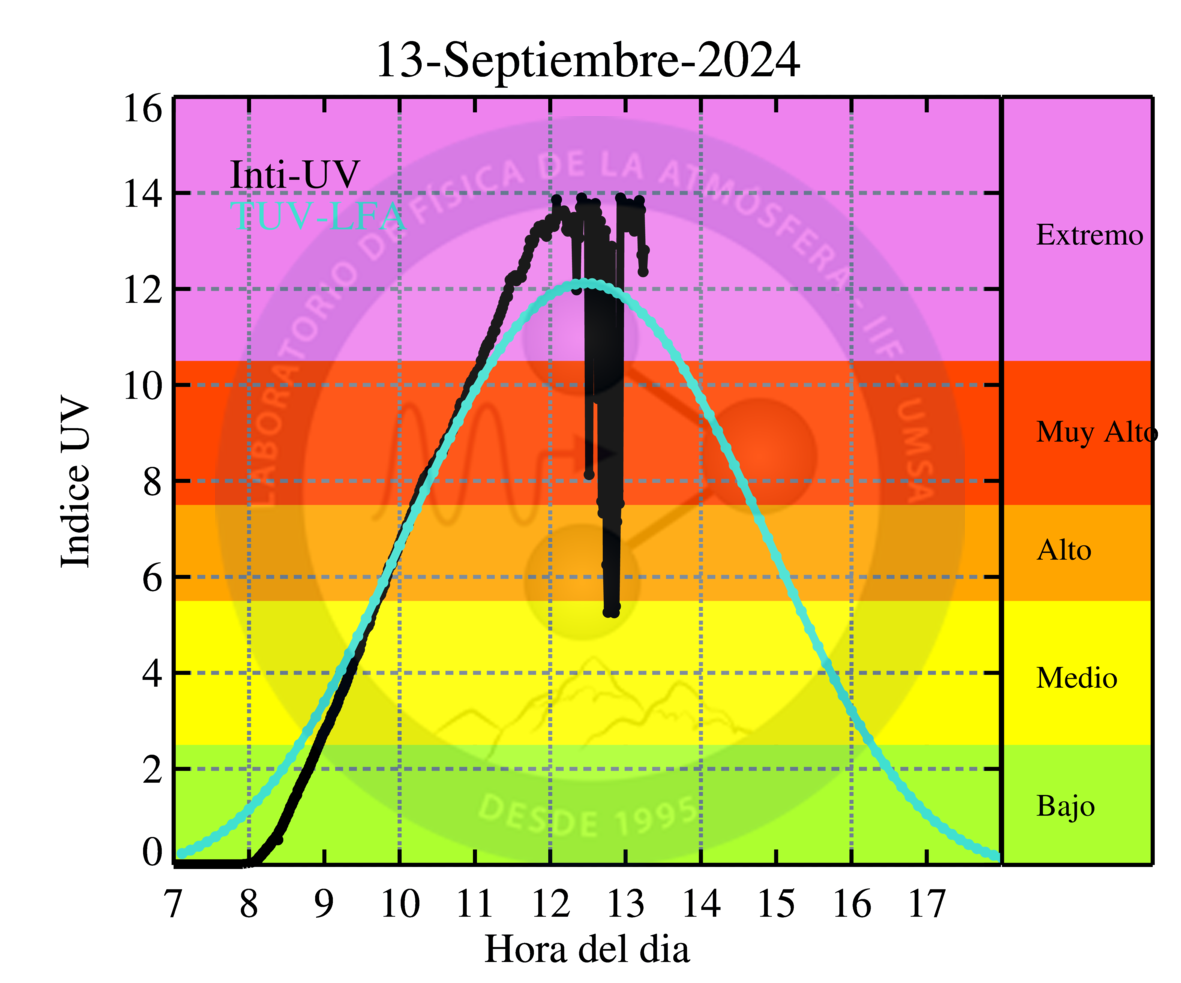 13-Septiembre-2024
Indice UV
16
14
12
10
8
6
4
2
0
Inti-UV
TUV-LFA
LABORATORIO DE FÍSICA DE LA ATMÓSFERA - IIF - UMSA
DESDE 1995
Extremo
Muy Alto
Alto
Medio
Bajo
7 8 9 10 11 12 13 14 15 16 17
Hora del dia